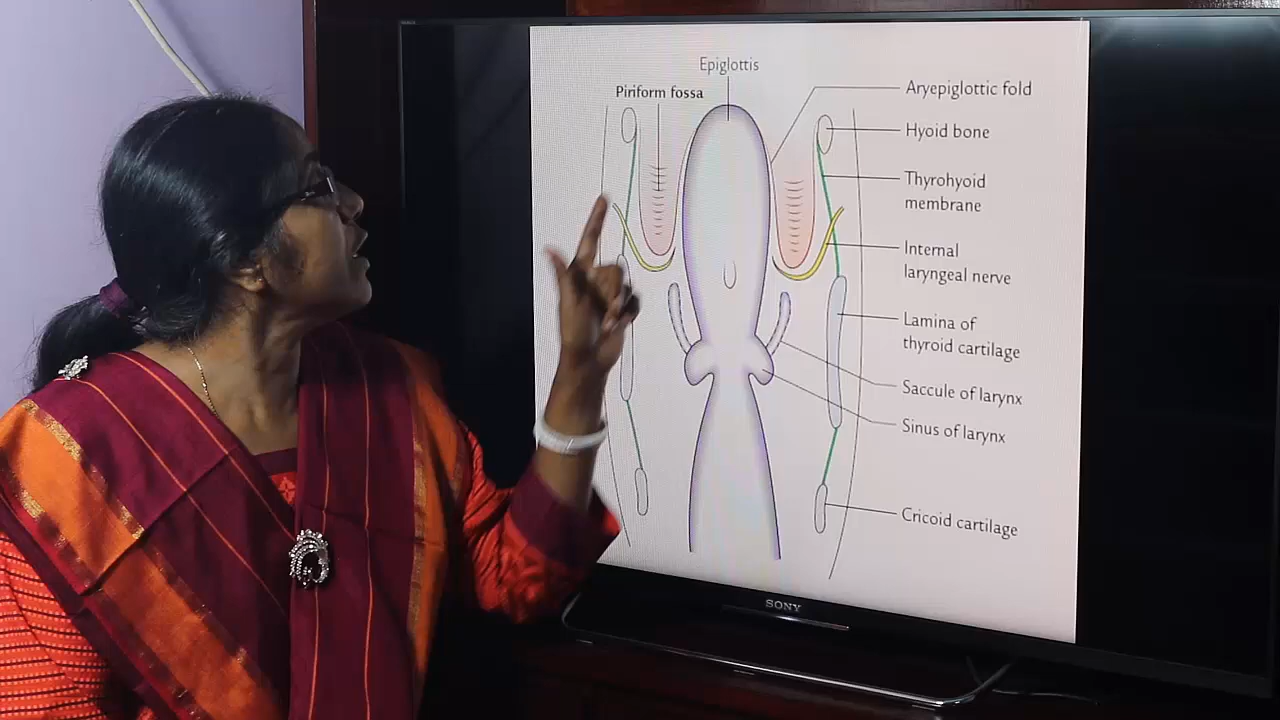 Epiglottis
Piriform fossa
Aryepiglottic fold
Hyoid bone
Thyrohyoid
membrane
Internal
laryngeal nerve
Lamina of
thyroid cartilage
Saccule of larynx
Sinus of larynx
Cricoid cartilage
SONY